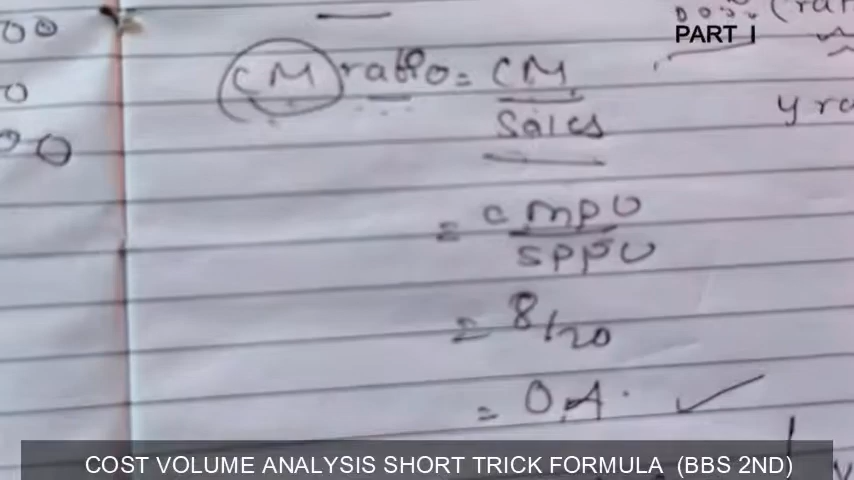 PART I
CM ratio = CM
Sales
= CMPU
SPPU
= 8/20
= 0.4
COST VOLUME ANALYSIS SHORT TRICK FORMULA (BBS 2ND)